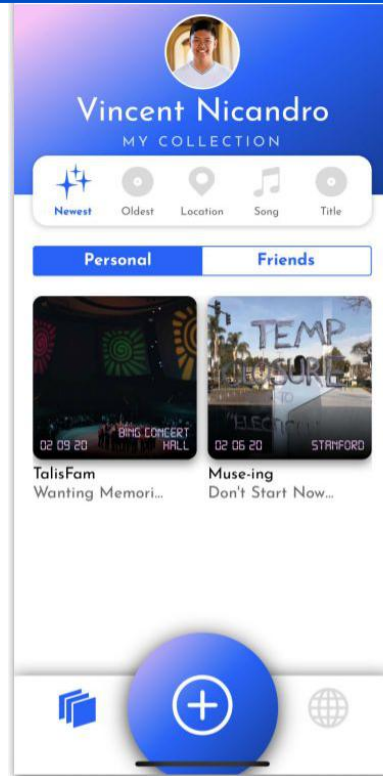 Vincent Nicandro
MY COLLECTION
Newest
Oldest
Location
Song
Title
Personal
Friends
TEMP
CLOSURE
TO
02 09 20
BING CONCERT
HALL
02 06 20
STANFORD
TalisFam
Wanting Memori...
Muse-ing
Don't Start Now...